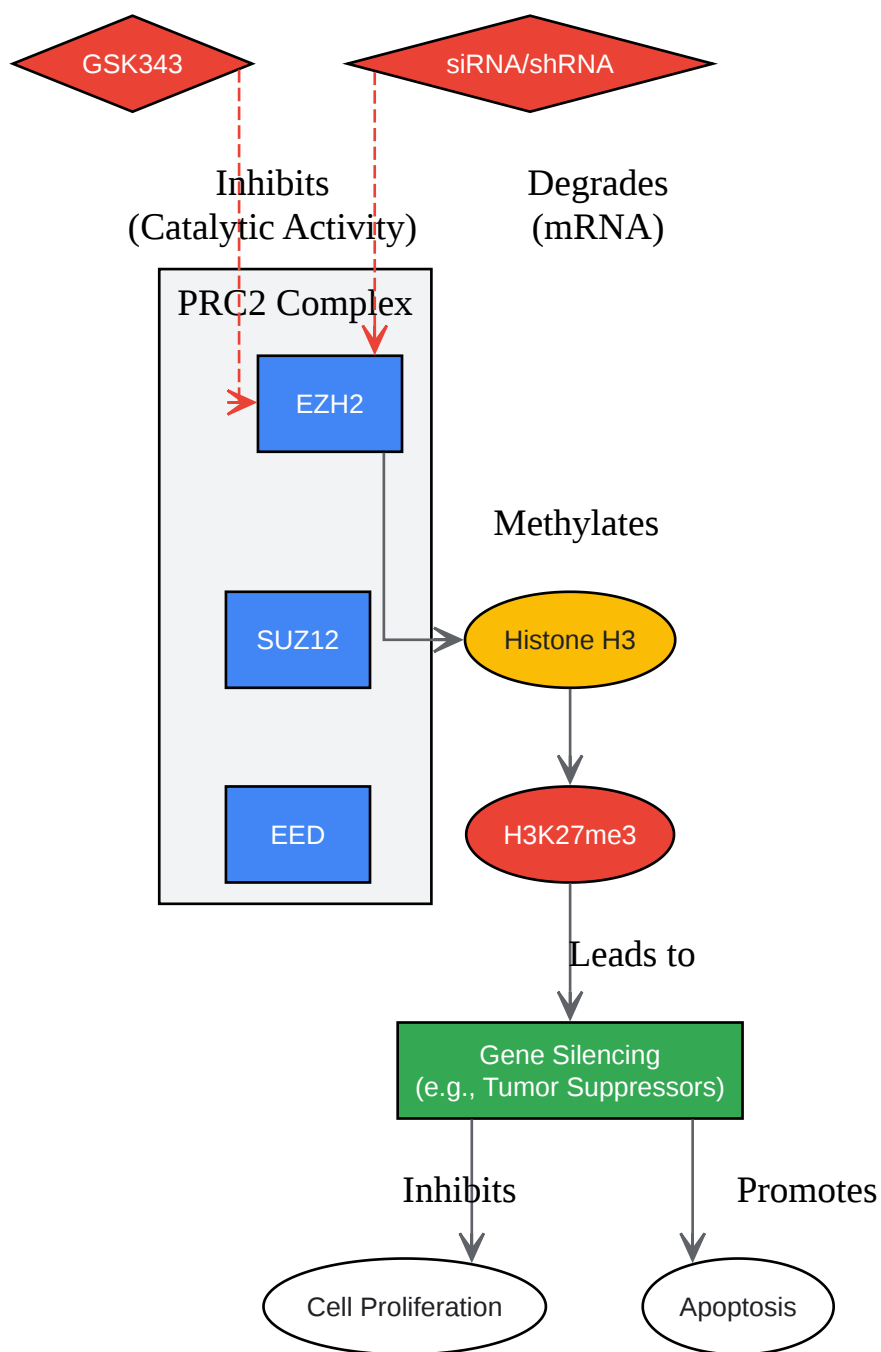 GSK343
siRNA/shRNA
Inhibits
(Catalytic Activity)
Degrades
(mRNA)
PRC2 Complex
EZH2
Methylates
SUZ12
Histone H3
EED
H3K27me3
Leads to
Gene Silencing
(e.g., Tumor Suppressors)
Inhibits
Promotes
Cell Proliferation
Apoptosis